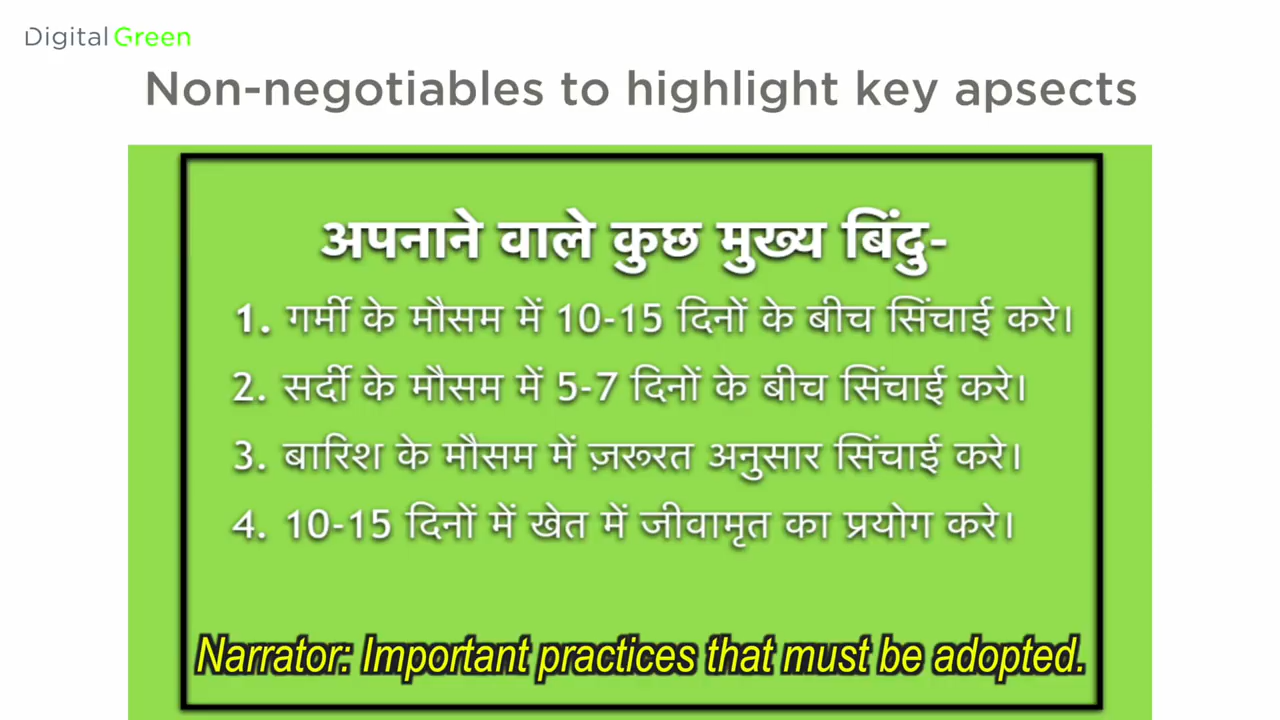 Digital Green
Non-negotiables to highlight key apsects
अपनाने वाले कुछ मुख्य बिंदु-
1. गर्मी के मौसम में 10-15 दिनों के बीच सिंचाई करे।
2. सर्दी के मौसम में 5-7 दिनों के बीच सिंचाई करे।
3. बारिश के मौसम में ज़रूरत अनुसार सिंचाई करे।
4. 10-15 दिनों में खेत में जीवामृत का प्रयोग करे।
Narrator: Important practices that must be adopted.